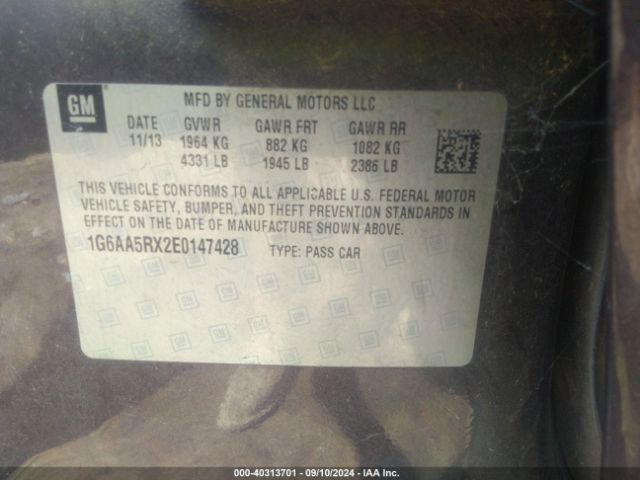 GM
MFD BY GENERAL MOTORS LLC
DATE GVWR GAWR FRT GAWR RR
11/13 1964 KG 882 KG 1082 KG
4331 LB 1945 LB 2386 LB
THIS VEHICLE CONFORMS TO ALL APPLICABLE U.S. FEDERAL MOTOR
VEHICLE SAFETY, BUMPER, AND THEFT PREVENTION STANDARDS IN
EFFECT ON THE DATE OF MANUFACTURE SHOWN ABOVE.
1G6AA5RX2E0147428 TYPE: PASS CAR
000-40313701 - 09/10/2024 - IAA Inc.